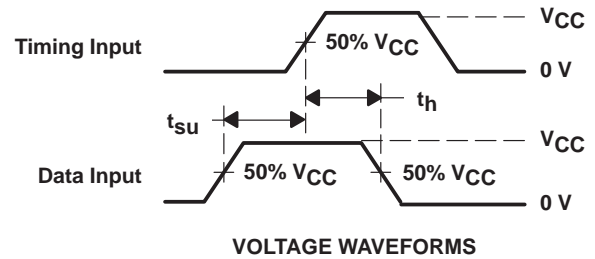 VCC
Timing Input
50% VCC
0 V
th
tsu
VCC
Data Input
50% VCC
50% VCC
0 V
VOLTAGE WAVEFORMS